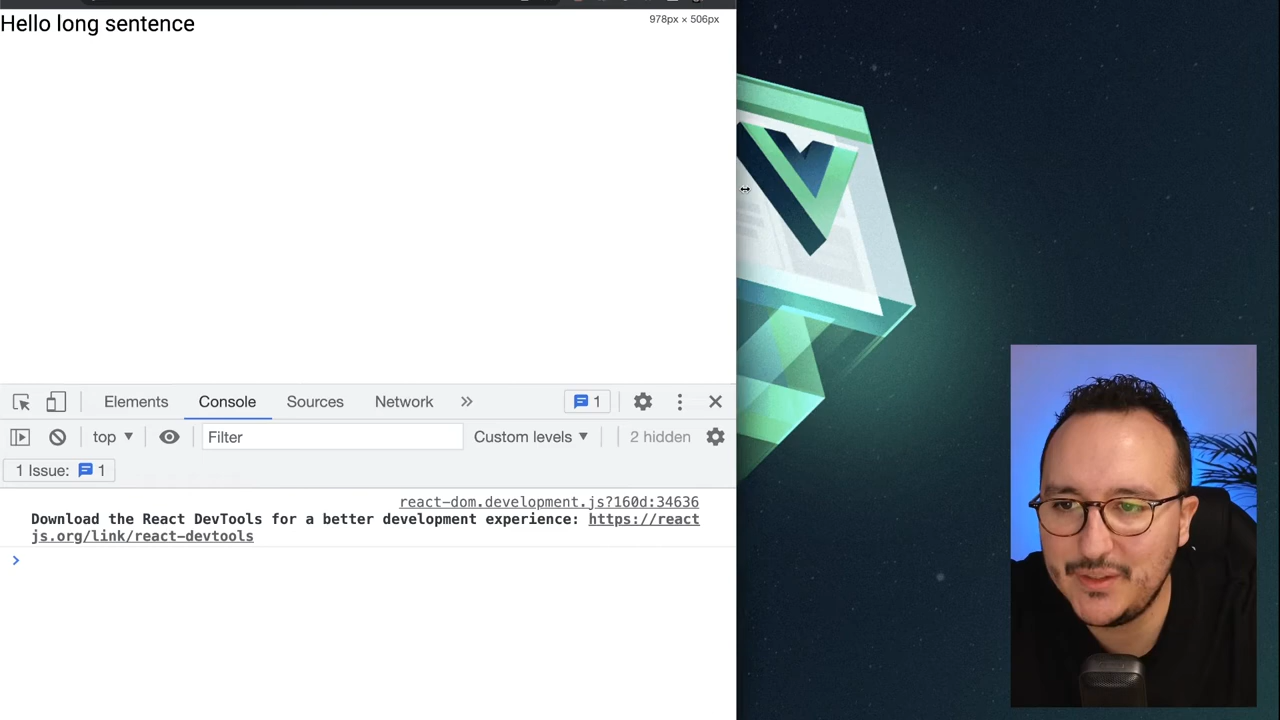 Hello long sentence
978px × 506px
Elements Console Sources Network » 1
top ▼ Filter Custom levels ▼ 2 hidden
1 Issue: 1
react-dom.development.js?160d:34636
Download the React DevTools for a better development experience: https://react
js.org/link/react-devtools
>